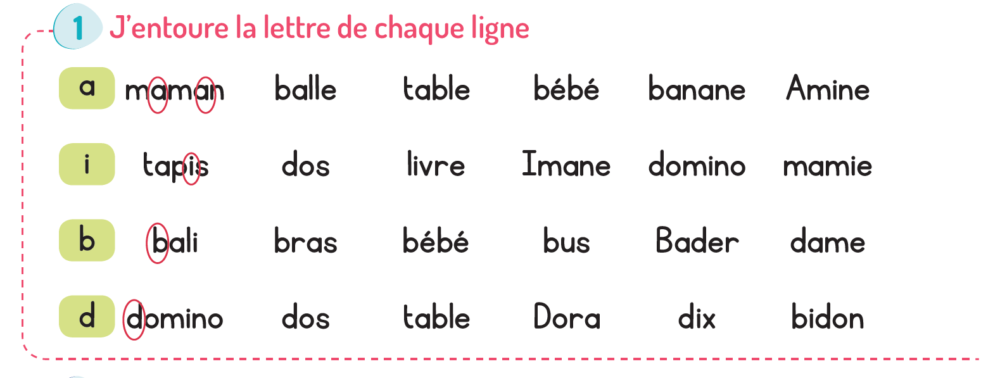 1 J'entoure la lettre de chaque ligne
a maman balle table bébé banane Amine
i tapis dos livre Imane domino mamie
b bali bras bébé bus Bader dame
d domino dos table Dora dix bidon